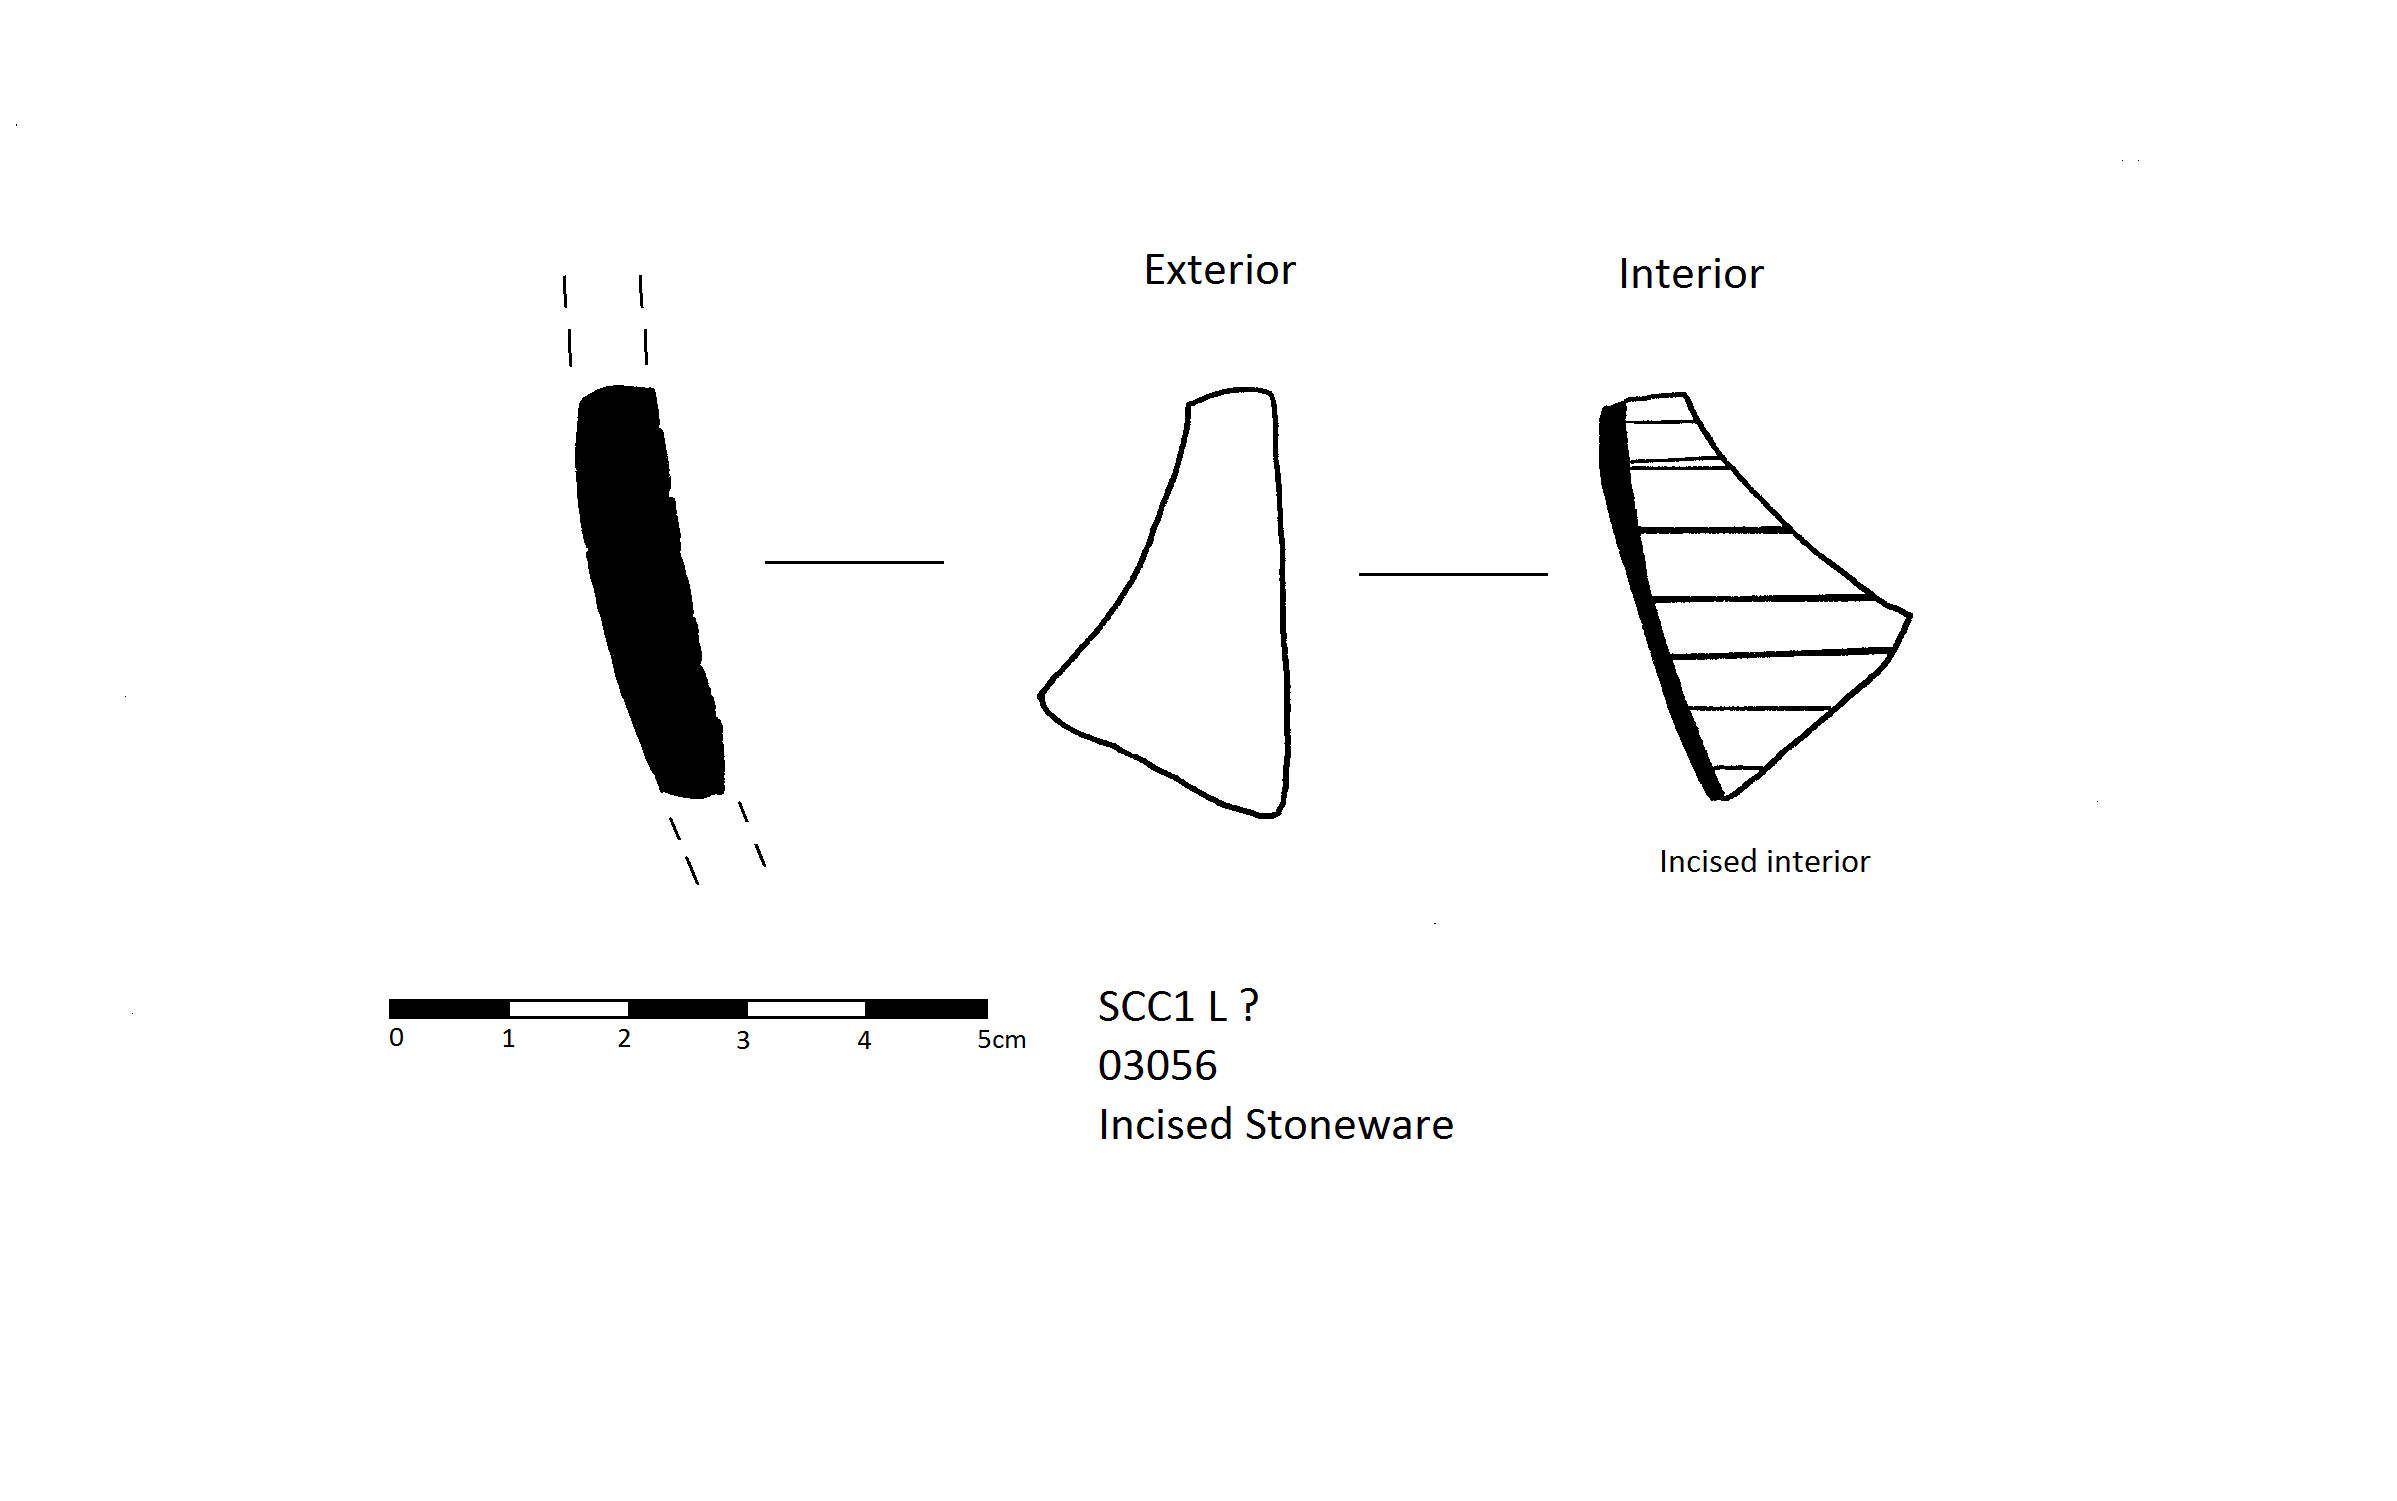 Exterior
Interior
Incised interior
0 1 2 3 4 5cm
SCC1 L ?
03056
Incised Stoneware